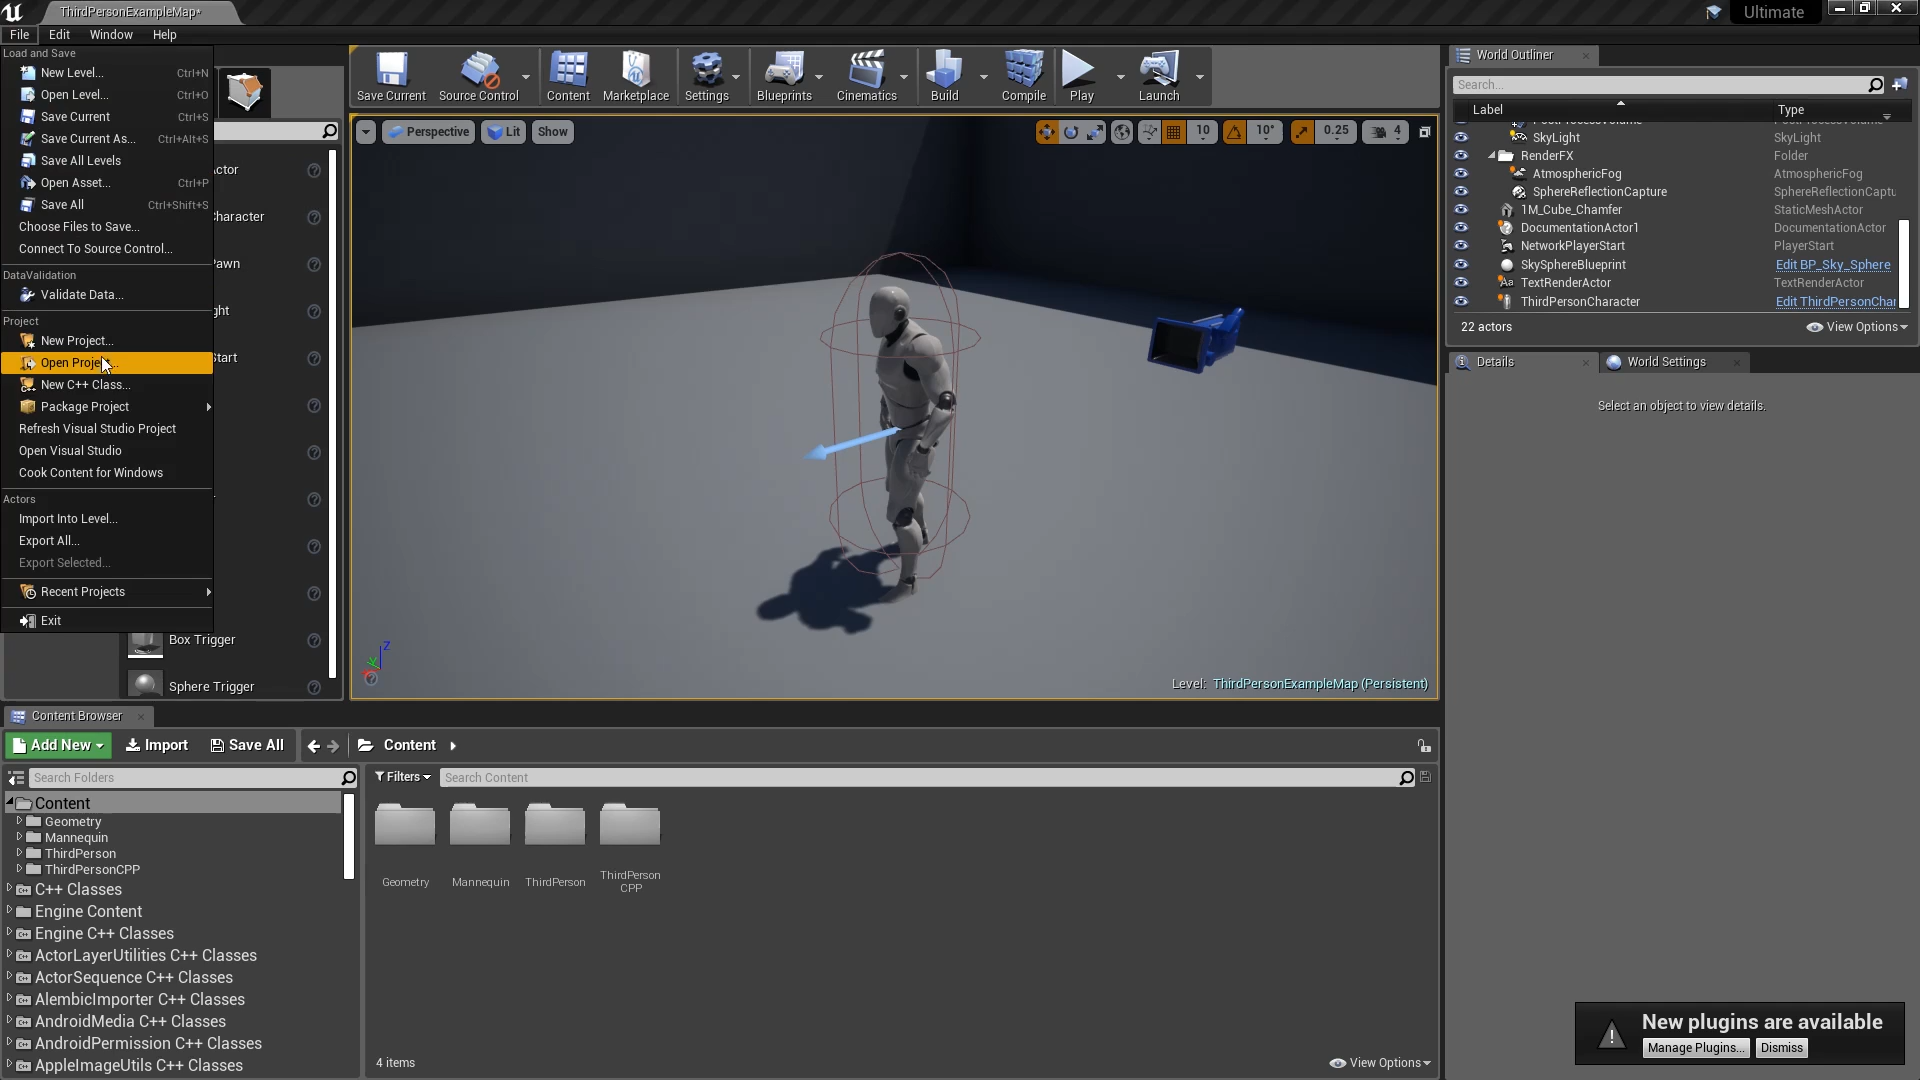 ThirdPersonExampleMap*
Ultimate
File Edit Window Help
Load and Save
New Level... Ctrl+N
Open Level... Ctrl+O
Save Current Ctrl+S
Save Current As... Ctrl+Alt+S
Save All Levels
Open Asset... Ctrl+P
Save All Ctrl+Shift+S
Choose Files to Save...
Connect To Source Control...
DataValidation
Validate Data...
Project
New Project...
Open Project...
New C++ Class...
Package Project
Refresh Visual Studio Project
Open Visual Studio
Cook Content for Windows
Actors
Import Into Level...
Export All...
Export Selected...
Recent Projects
Exit
Box Trigger
Sphere Trigger
Save Current Source Control Content Marketplace Settings Blueprints Cinematics Build Compile Play Launch
Perspective Lit Show
10 10° 0.25 4
Level: ThirdPersonExampleMap (Persistent)
World Outliner
Search...
Label Type
SkyLight SkyLight
RenderFX Folder
AtmosphericFog AtmosphericFog
SphereReflectionCapture SphereReflectionCaptu
1M_Cube_Chamfer StaticMeshActor
DocumentationActor1 DocumentationActor
NetworkPlayerStart PlayerStart
SkySphereBlueprint Edit BP_Sky_Sphere
TextRenderActor TextRenderActor
ThirdPersonCharacter Edit ThirdPersonChar
22 actors View Options
Details World Settings
Select an object to view details.
Content Browser
Add New Import Save All Content
Search Folders
Filters Search Content
Content
Geometry
Mannequin
ThirdPerson
ThirdPersonCPP
C++ Classes
Engine Content
Engine C++ Classes
ActorLayerUtilities C++ Classes
ActorSequence C++ Classes
AlembicImporter C++ Classes
AndroidMedia C++ Classes
AndroidPermission C++ Classes
AppleImageUtils C++ Classes
Geometry Mannequin ThirdPerson ThirdPerson
CPP
4 items View Options
New plugins are available
Manage Plugins... Dismiss